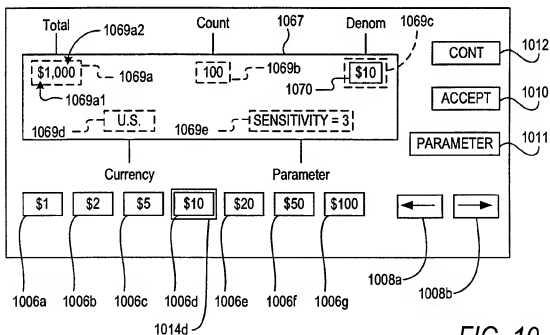 Total 1069a2 Count 1067 Denom 1069c
$1,000 1069a 100 1069b 1070 $10 CONT 1012
1069a1 ACCEPT 1010
1069d U.S. 1069e SENSITIVITY = 3 PARAMETER 1011
Currency Parameter
$1 $2 $5 $10 $20 $50 $100
1008a 1008b
1006a 1006b 1006c 1006d 1006e 1006f 1006g
1014d